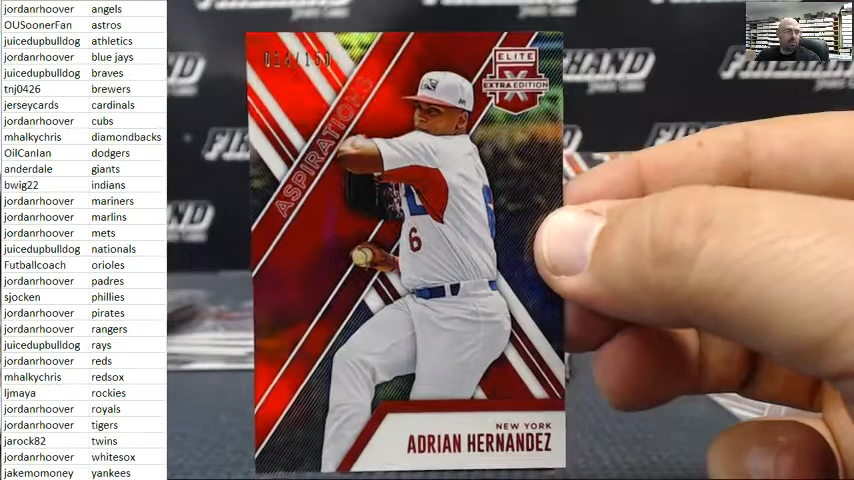 jordanrhoover angels
OUSoonerFan astros
juicedupbulldog athletics
jordanrhoover blue jays
juicedupbulldog braves
tnj0426 brewers
jerseycards cardinals
jordanrhoover cubs
mhalkychris diamondbacks
OilCanIan dodgers
anderdale giants
bwig22 indians
jordanrhoover mariners
jordanrhoover marlins
jordanrhoover mets
juicedupbulldog nationals
Futballcoach orioles
jordanrhoover padres
sjocken phillies
jordanrhoover pirates
jordanrhoover rangers
juicedupbulldog rays
jordanrhoover reds
mhalkychris redsox
ljmaya rockies
jordanrhoover royals
jordanrhoover tigers
jarock82 twins
jordanrhoover whitesox
jakemomoney yankees
ELITE
X
EXTRA EDITION
ASPIRATIONS
6
NEW YORK
ADRIAN HERNANDEZ
FIREHAND